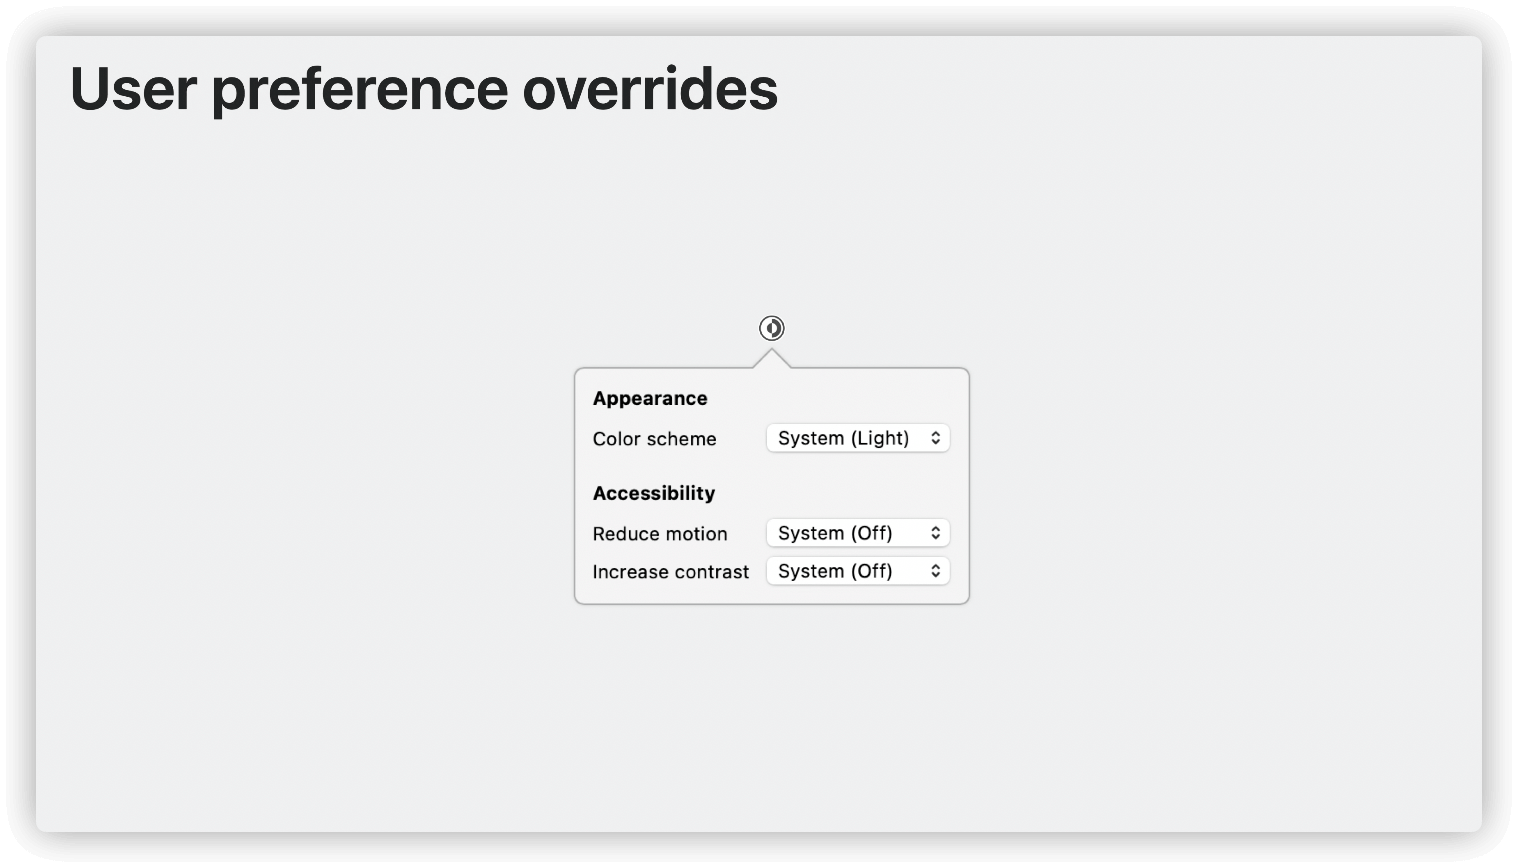 User preference overrides
Appearance
Color scheme System (Light)
Accessibility
Reduce motion System (Off)
Increase contrast System (Off)